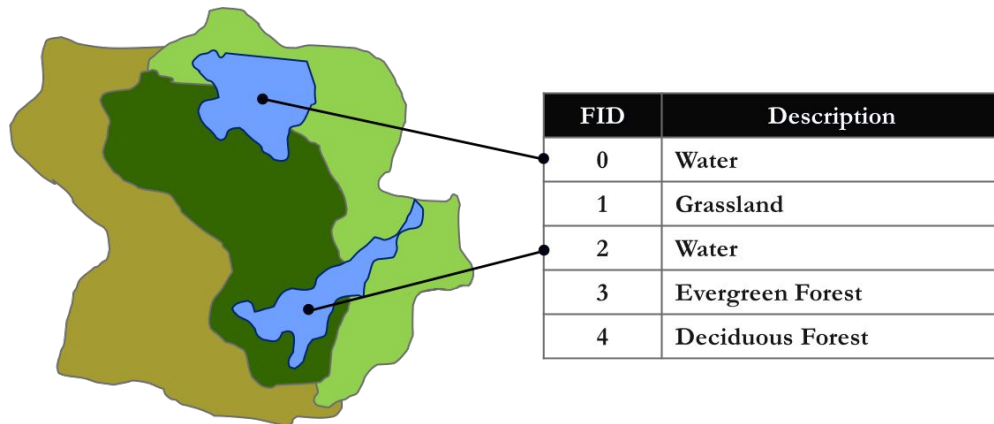 FID Description
0 Water
1 Grassland
2 Water
3 Evergreen Forest
4 Deciduous Forest